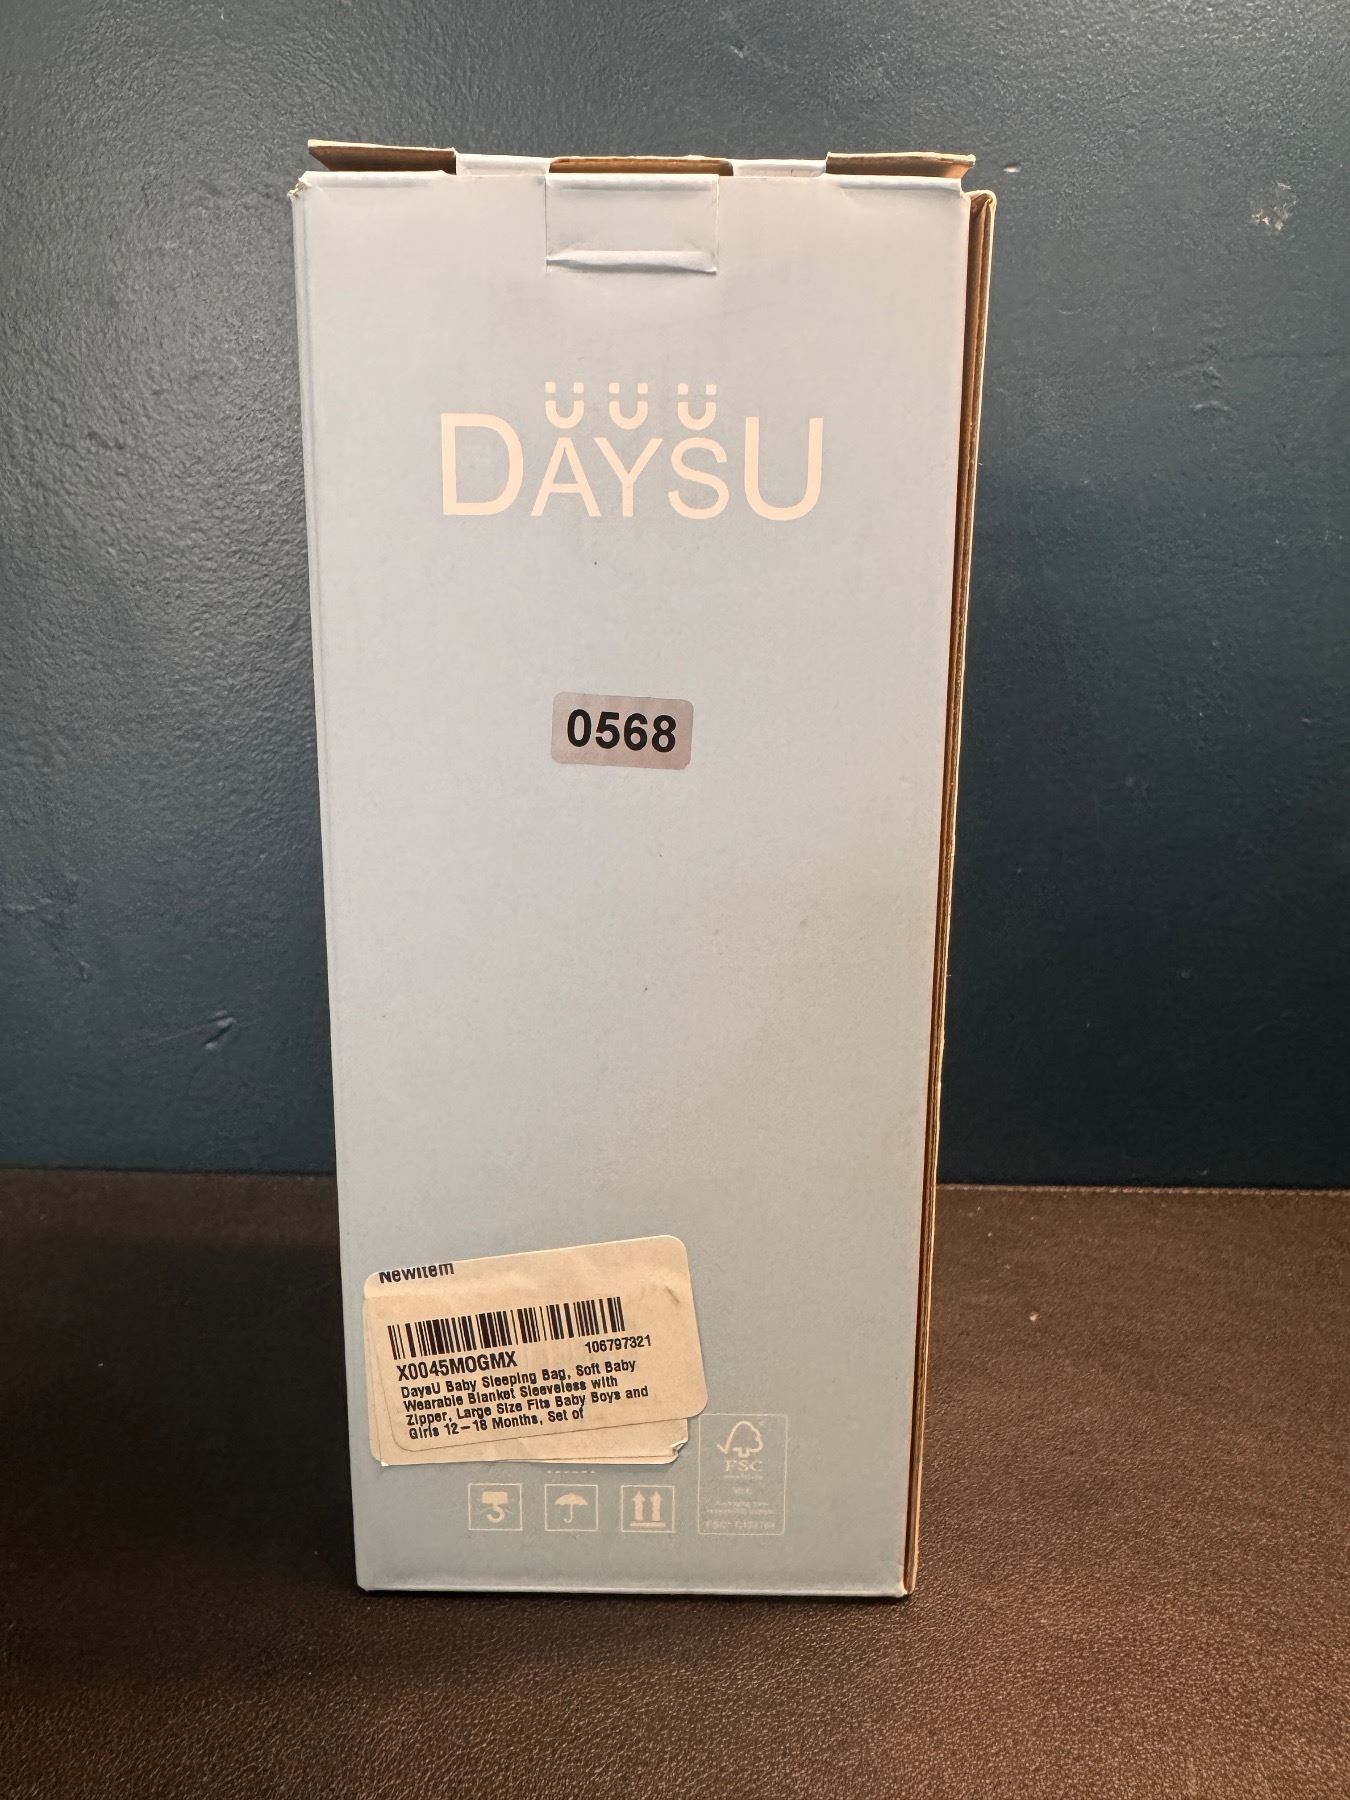 DAYSU
0568
NewItem
106797321
X0045MOGMX
DaysU Baby Sleeping Bag, Soft Baby
Wearable Blanket Sleeveless with
Zipper, Large Size Fits Baby Boys and
Girls 12-18 Months, Set of
FSC